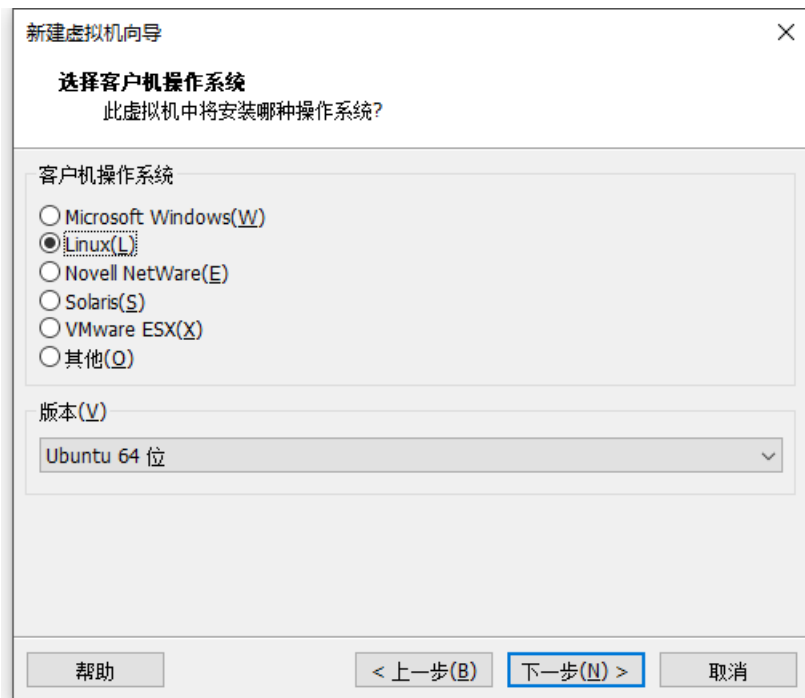 新建虚拟机向导
选择客户机操作系统
此虚拟机中将安装哪种操作系统?
客户机操作系统
Microsoft Windows(W)
Linux(L)
Novell NetWare(E)
Solaris(S)
VMware ESX(X)
其他(O)
版本(V)
Ubuntu 64 位
帮助
< 上一步(B)
下一步(N) >
取消